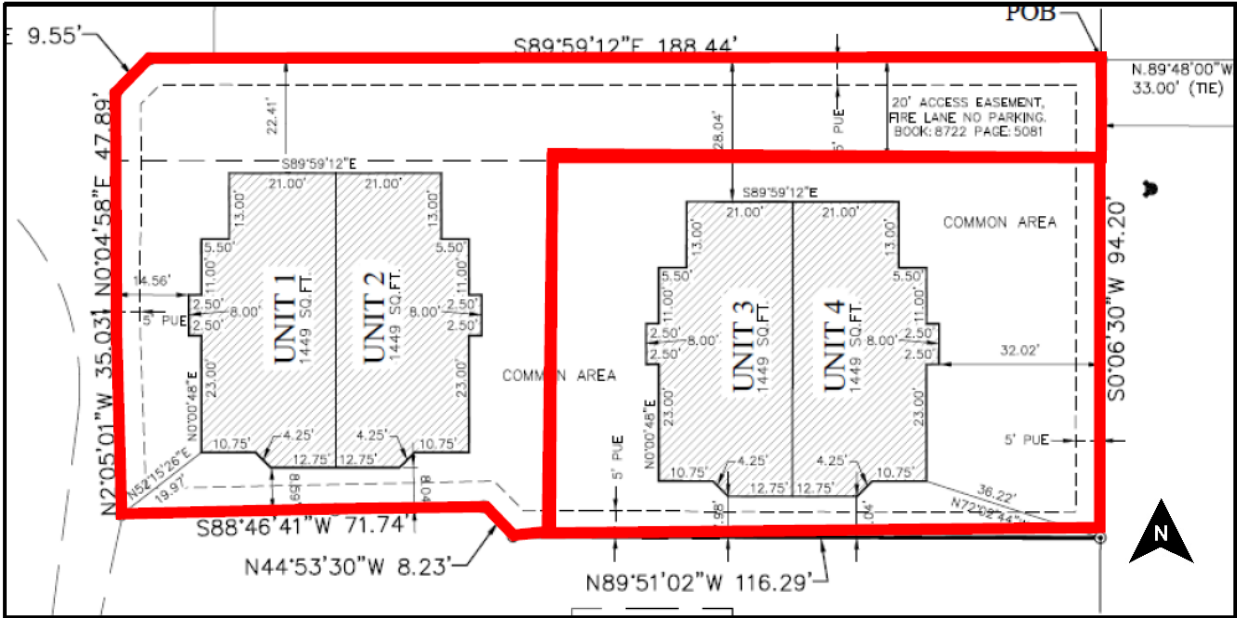 POB
E 9.55'
S89°59'12"E 188.44'
N.89°48'00"W
33.00' (TIE)
20' ACCESS EASEMENT,
FIRE LANE NO PARKING.
BOOK: 8722 PAGE: 5081
5' PUE
22.41'
28.04'
N0°04'58"E 47.89'
S89°59'12"E
21.00'
21.00'
13.00'
13.00'
5.50'
5.50'
11.00'
11.00'
2.50'
2.50'
8.00'
8.00'
2.50'
2.50'
14.56'
5' PUE
UNIT 1
1449 SQ.FT.
UNIT 2
1449 SQ.FT.
23.00'
23.00'
N0°00'48"E
10.75'
4.25'
4.25'
10.75'
12.75'
12.75'
8.04'
N2°05'01"W 35.03'
N52°15'26"E
19.97'
S88°46'41"W 71.74'
N44°53'30"W 8.23'
COMMON AREA
S89°59'12"E
21.00'
21.00'
COMMON AREA
13.00'
13.00'
5.50'
5.50'
11.00'
11.00'
2.50'
2.50'
8.00'
8.00'
2.50'
2.50'
UNIT 3
1449 SQ.FT.
UNIT 4
1449 SQ.FT.
32.02'
S0°06'30"W 94.20'
23.00'
23.00'
N0°00'48"E
5' PUE
5' PUE
10.75'
4.25'
4.25'
10.75'
12.75'
12.75'
36.22'
N72°02'44"
N89°51'02"W 116.29'
N